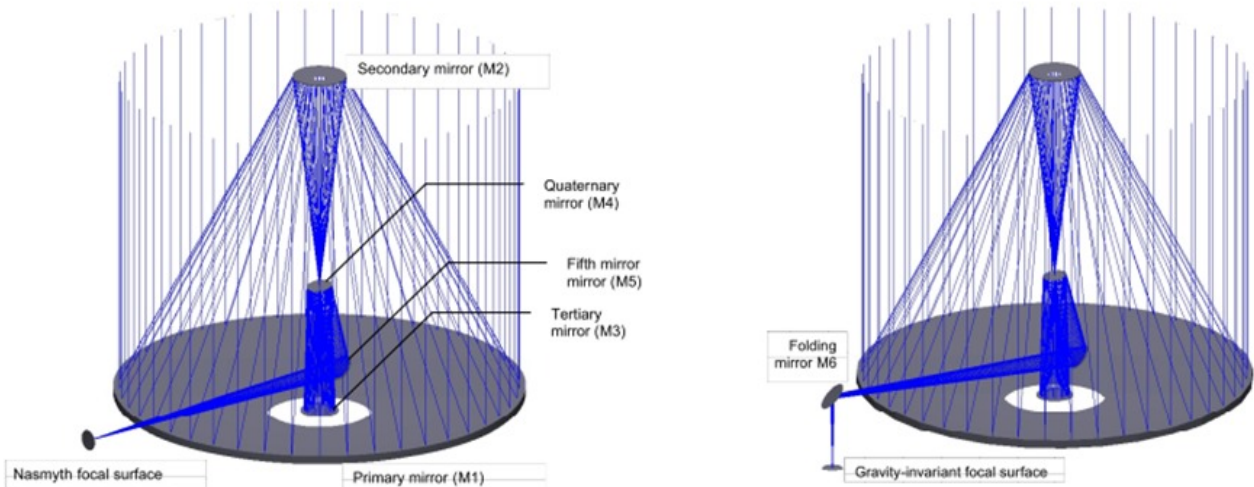 Secondary mirror (M2)
Quaternary
mirror (M4)
Fifth mirror
mirror (M5)
Tertiary
mirror (M3)
Nasmyth focal surface
Primary mirror (M1)
Folding
mirror M6
Gravity-invariant focal surface